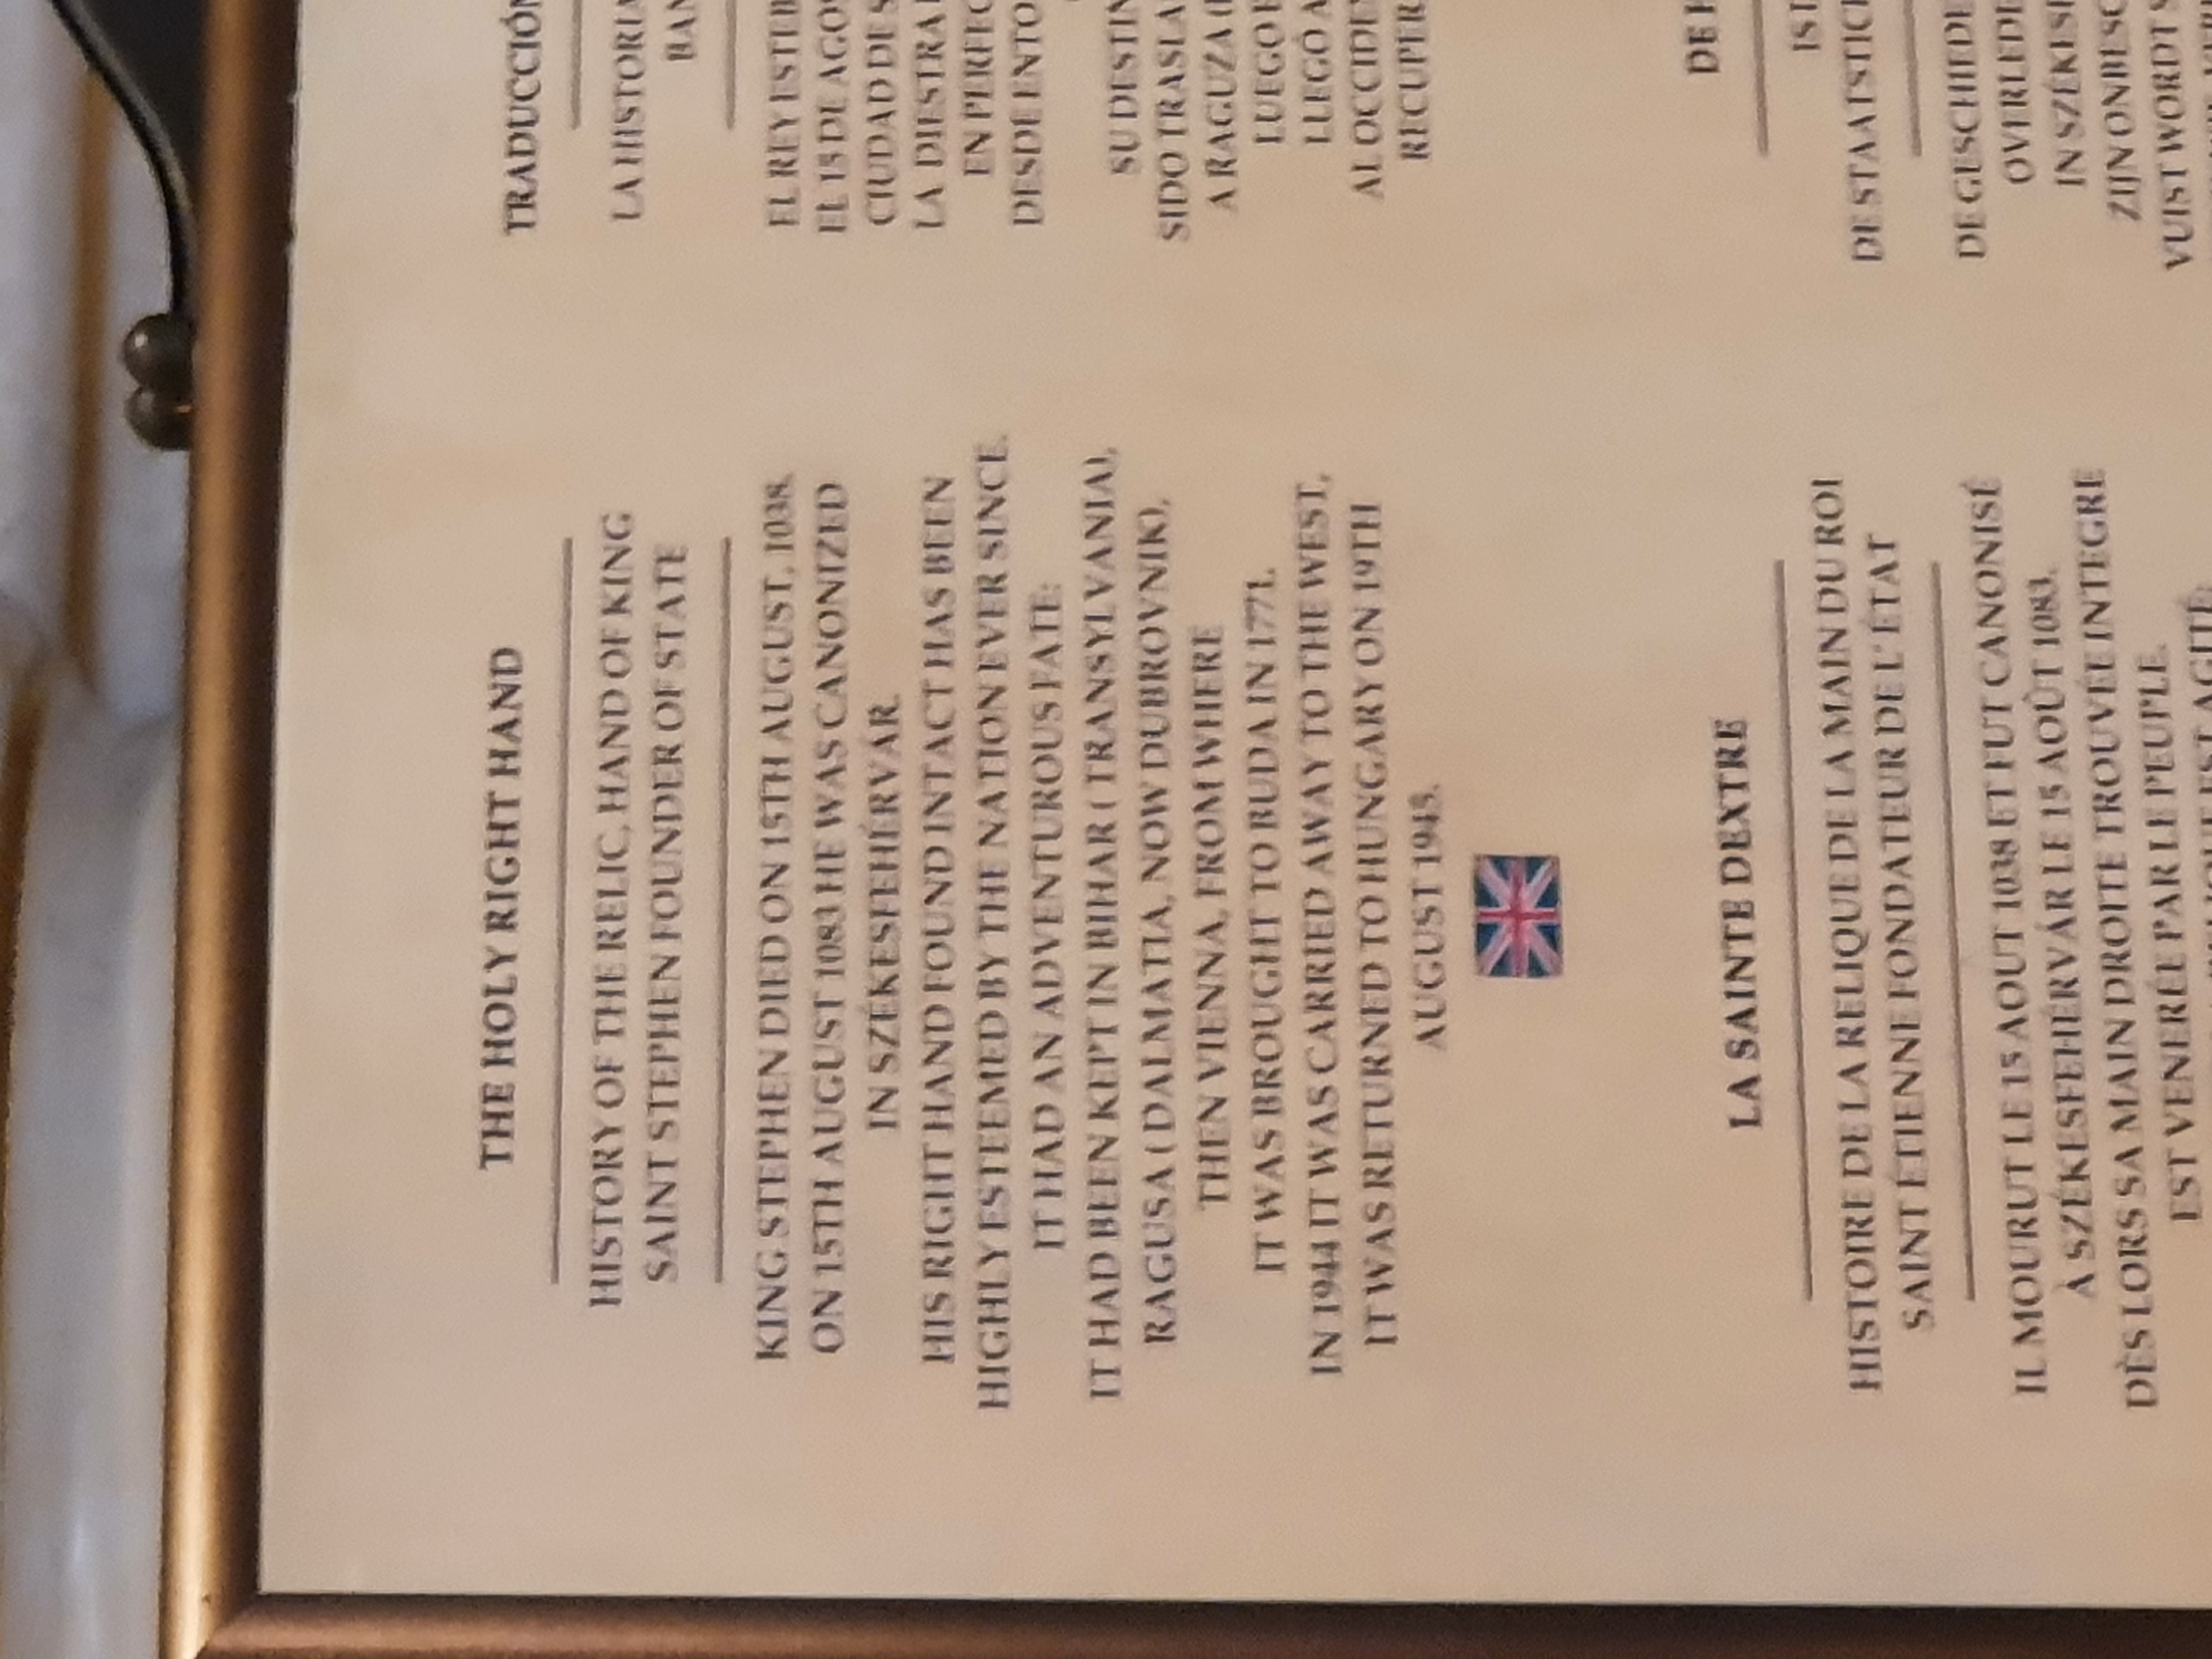 THE HOLY RIGHT HAND
HISTORY OF THE RELIC, HAND OF KING
SAINT STEPHEN FOUNDER OF STATE
KING STEPHEN DIED ON 15TH AUGUST, 1038.
ON 15TH AUGUST 1083 HE WAS CANONIZED
IN SZÉKESFEHÉRVÁR.
HIS RIGHT HAND FOUND INTACT HAS BEEN
HIGHLY ESTEEMED BY THE NATION EVER SINCE.
IT HAD AN ADVENTUROUS FATE:
IT HAD BEEN KEPT IN BIHAR ( TRANSYLVANIA),
RAGUSA ( DALMATIA, NOW DUBROVNIK),
THEN VIENNA, FROM WHERE
IT WAS BROUGHT TO BUDA IN 1771.
IN 1944 IT WAS CARRIED AWAY TO THE WEST,
IT WAS RETURNED TO HUNGARY ON 19TH
AUGUST 1945.
TRADUCCIÓN
LA HISTORIA
EL REY ESTEB
EL 15 DE AGOS
CIUDAD DE S
LA DIESTRA
EN PERFEC
DESDE ENTO
SU DESTIN
SIDO TRASLA
A RAGUZA
LUEGO
LLEGÓ A
AL OCCIDE
RECUPER
LA SAINTE DEXTRE
HISTOIRE DE LA RELIQUE DE LA MAIN DU ROI
SAINT ÉTIENNE FONDATEUR DE L'ÉTAT
IL MOURUT LE 15 AOUT 1038 ET FUT CANONISÉ
À SZÉKESFEHÉRVÁR LE 15 AOÛT 1083.
DÈS LORS SA MAIN DROITE TROUVÉE INTEGRE
EST VENERÉE PAR LE PEUPLE.
DE
IS
DE STAATSTICH
DE GESCHIEDE
OVERLEDE
IN SZÉKES
ZIJN ONBESC
VUIST WORDT